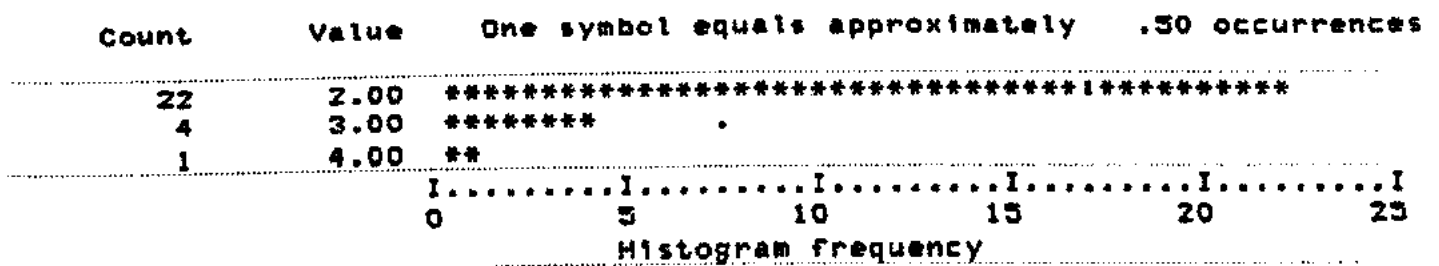 Count Value One symbol equals approximately .50 occurrences
22 2.00 *********************************:**********
4 3.00 ******** .
1 4.00 **
I.........I.........I.........I.........I.........I
0 5 10 15 20 25
Histogram frequency